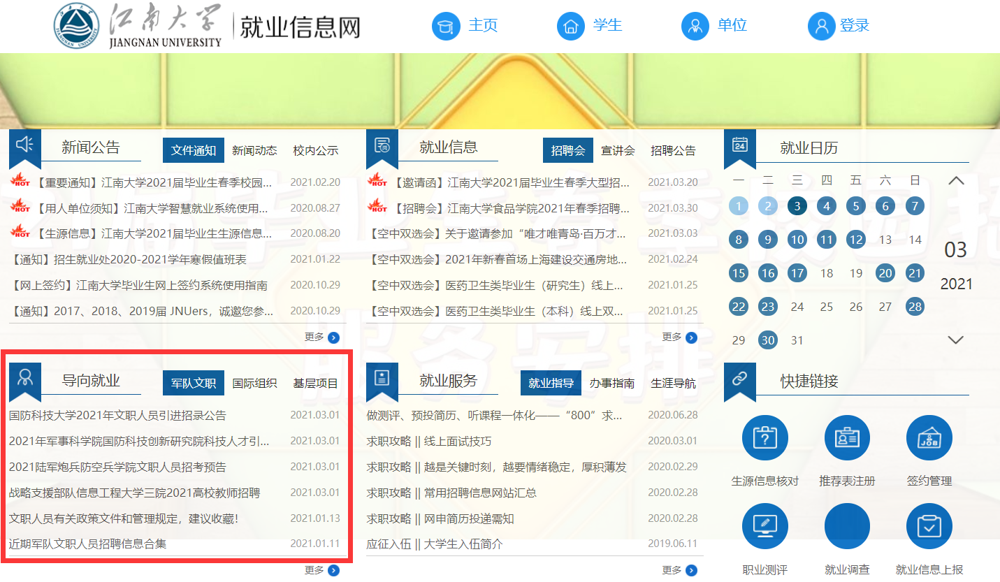 江南大学
JIANGNAN UNIVERSITY
就业信息网
主页
学生
单位
登录
新闻公告
文件通知 新闻动态 校内公示
HOT 【重要通知】江南大学2021届毕业生春季校园... 2021.02.20
HOT 【用人单位须知】江南大学智慧就业系统使用... 2020.08.27
HOT 【生源信息】江南大学2021届毕业生生源信息... 2020.08.20
【通知】招生就业处2020-2021学年寒假值班表 2021.01.22
【网上签约】江南大学毕业生网上签约系统使用指南 2020.10.29
【通知】2017、2018、2019届 JNUers，诚邀您参... 2020.10.29
更多
就业信息
招聘会 宣讲会 招聘公告
HOT 【邀请函】江南大学2021届毕业生春季大型招... 2021.03.20
HOT 【招聘会】江南大学食品学院2021年春季招聘... 2021.03.30
【空中双选会】关于邀请参加“唯才唯青岛·百万才... 2021.03.03
【空中双选会】2021年新春首场上海建设交通房地... 2021.02.24
【空中双选会】医药卫生类毕业生（研究生）线上... 2021.01.25
【空中双选会】医药卫生类毕业生（本科）线上双... 2021.01.25
更多
24
就业日历
一 二 三 四 五 六 日
1 2 3 4 5 6 7
8 9 10 11 12 13 14
15 16 17 18 19 20 21
22 23 24 25 26 27 28
29 30 31
03
2021
21届毕业生春季校园招
服务安排
导向就业
军队文职 国际组织 基层项目
国防科技大学2021年文职人员引进招录公告 2021.03.01
2021年军事科学院国防科技创新研究院科技人才引... 2021.03.01
2021陆军炮兵防空兵学院文职人员招考预告 2021.03.01
战略支援部队信息工程大学三院2021高校教师招聘 2021.03.01
文职人员有关政策文件和管理规定，建议收藏！ 2021.01.13
近期军队文职人员招聘信息合集 2021.01.11
更多
就业服务
就业指导 办事指南 生涯导航
做测评、预投简历、听课程一体化——“800”求... 2020.06.28
求职攻略 || 线上面试技巧 2020.03.01
求职攻略 || 越是关键时刻，越要情绪稳定，厚积薄发 2020.02.29
求职攻略 || 常用招聘信息网站汇总 2020.02.28
求职攻略 || 网申简历投递需知 2020.02.28
应征入伍 || 大学生入伍简介 2019.06.11
更多
快捷链接
?
JOB
生源信息核对 推荐表注册 签约管理
职业测评 就业调查 就业信息上报